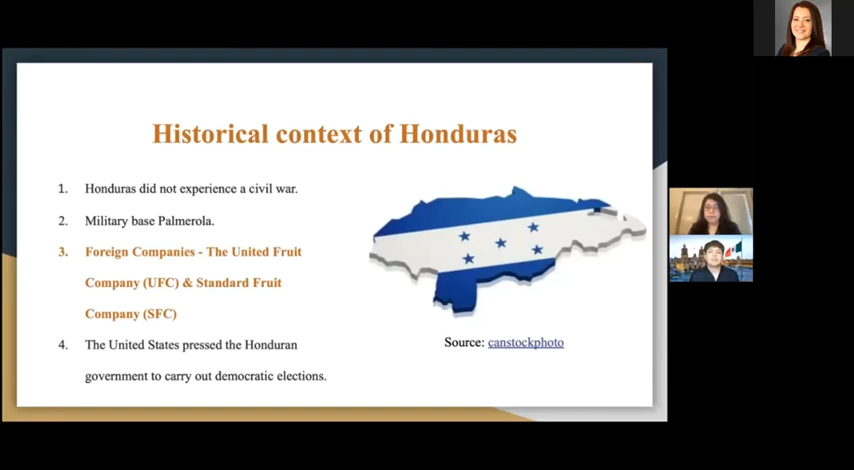 Historical context of Honduras
1. Honduras did not experience a civil war.
2. Military base Palmerola.
3. Foreign Companies - The United Fruit
Company (UFC) & Standard Fruit
Company (SFC)
4. The United States pressed the Honduran
government to carry out democratic elections.
Source: canstockphoto